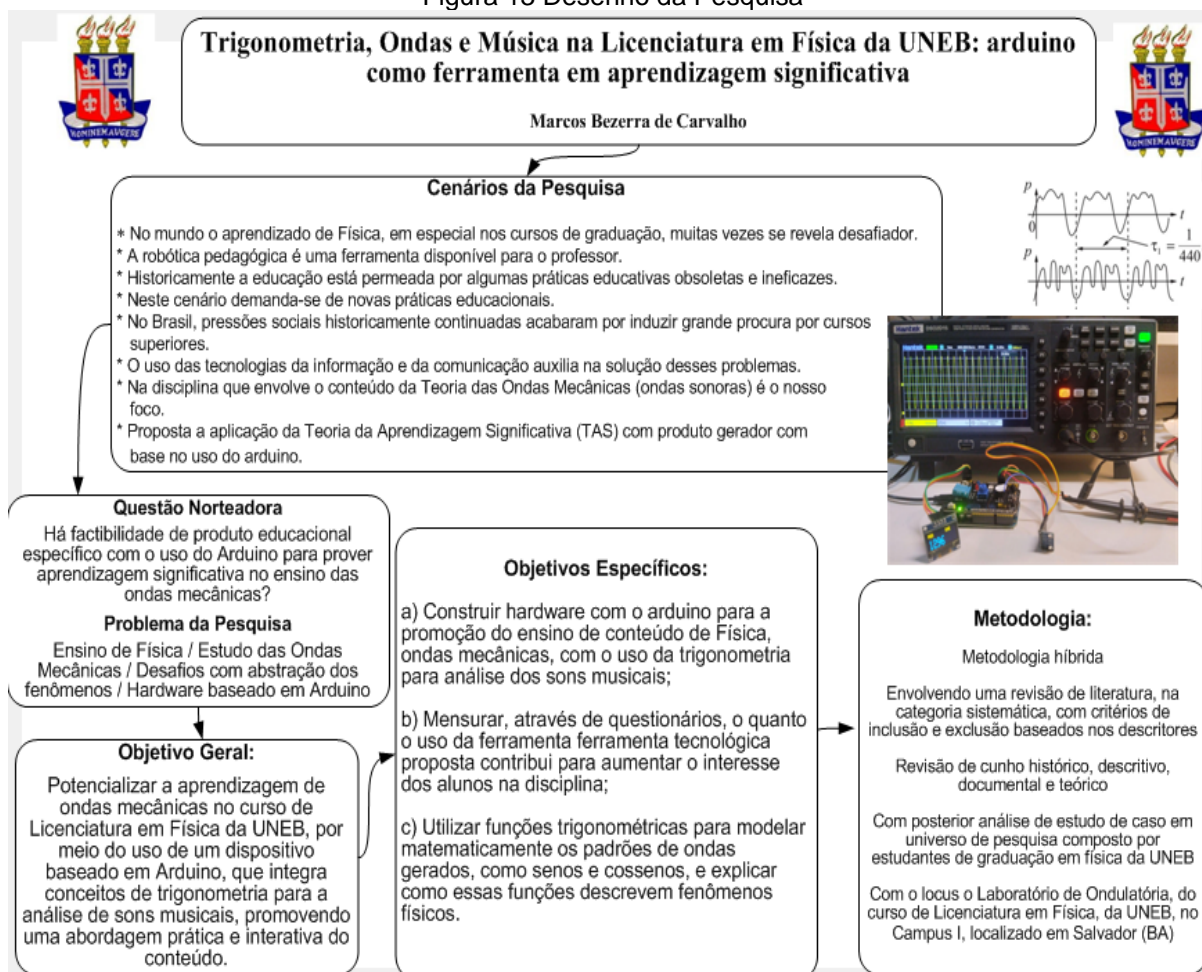 Figura 18 Desenho da Pesquisa
Trigonometria, Ondas e Música na Licenciatura em Física da UNEB: arduino
como ferramenta em aprendizagem significativa
Marcos Bezerra de Carvalho
HOMINEM AUGERE
HOMINEM AUGERE
Cenários da Pesquisa
* No mundo o aprendizado de Física, em especial nos cursos de graduação, muitas vezes se revela desafiador.
* A robótica pedagógica é uma ferramenta disponível para o professor.
* Historicamente a educação está permeada por algumas práticas educativas obsoletas e ineficazes.
* Neste cenário demanda-se de novas práticas educacionais.
* No Brasil, pressões sociais historicamente continuadas acabaram por induzir grande procura por cursos
superiores.
* O uso das tecnologias da informação e da comunicação auxilia na solução desses problemas.
* Na disciplina que envolve o conteúdo da Teoria das Ondas Mecânicas (ondas sonoras) é o nosso
foco.
* Proposta a aplicação da Teoria da Aprendizagem Significativa (TAS) com produto gerador com
base no uso do arduino.
p
t
0
τ₁ = 1/440
p
t
Hantek
Questão Norteadora
Há factibilidade de produto educacional
específico com o uso do Arduino para prover
aprendizagem significativa no ensino das
ondas mecânicas?
Problema da Pesquisa
Ensino de Física / Estudo das Ondas
Mecânicas / Desafios com abstração dos
fenômenos / Hardware baseado em Arduino
Objetivo Geral:
Potencializar a aprendizagem de
ondas mecânicas no curso de
Licenciatura em Física da UNEB, por
meio do uso de um dispositivo
baseado em Arduino, que integra
conceitos de trigonometria para a
análise de sons musicais, promovendo
uma abordagem prática e interativa do
conteúdo.
Objetivos Específicos:
a) Construir hardware com o arduino para a
promoção do ensino de conteúdo de Física,
ondas mecânicas, com o uso da trigonometria
para análise dos sons musicais;
b) Mensurar, através de questionários, o quanto
o uso da ferramenta ferramenta tecnológica
proposta contribui para aumentar o interesse
dos alunos na disciplina;
c) Utilizar funções trigonométricas para modelar
matematicamente os padrões de ondas
gerados, como senos e cossenos, e explicar
como essas funções descrevem fenômenos
físicos.
Metodologia:
Metodologia híbrida
Envolvendo uma revisão de literatura, na
categoria sistemática, com critérios de
inclusão e exclusão baseados nos descritores
Revisão de cunho histórico, descritivo,
documental e teórico
Com posterior análise de estudo de caso em
universo de pesquisa composto por
estudantes de graduação em física da UNEB
Com o locus o Laboratório de Ondulatória, do
curso de Licenciatura em Física, da UNEB, no
Campus I, localizado em Salvador (BA)